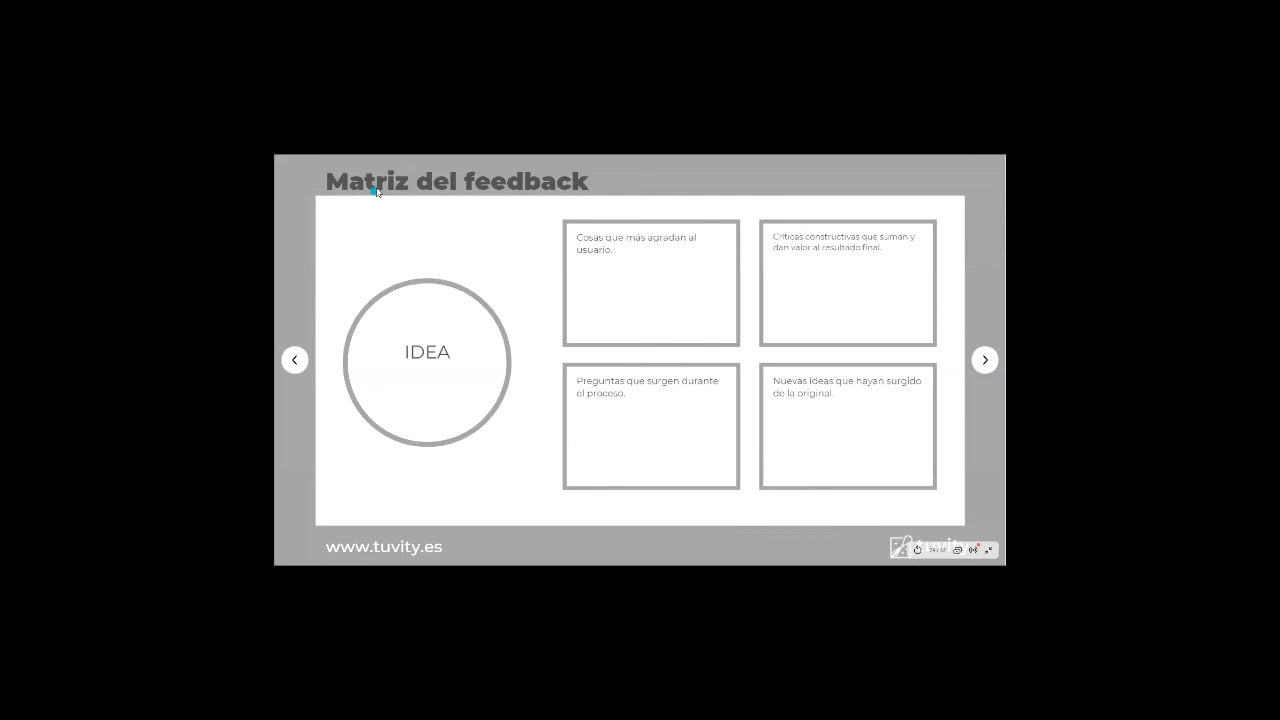 Matriz del feedback
IDEA
Cosas que más agradan al
usuario.
Críticas constructivas que suman y
dan valor al resultado final.
Preguntas que surgen durante
el proceso.
Nuevas ideas que hayan surgido
de la original.
www.tuvity.es